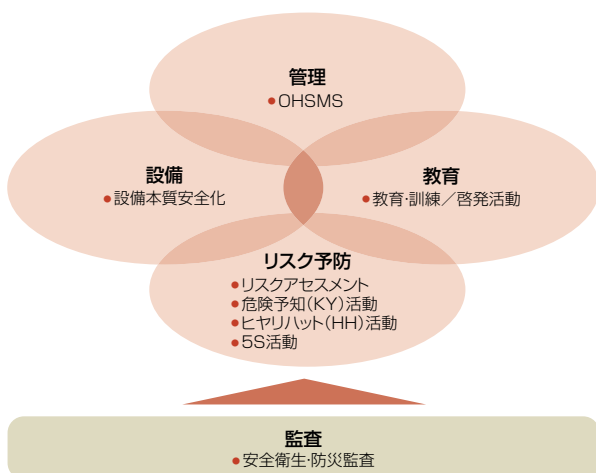 管理
●OHSMS
設備
●設備本質安全化
教育
●教育・訓練／啓発活動
リスク予防
●リスクアセスメント
●危険予知（KY）活動
●ヒヤリハット（HH）活動
●5S活動
監査
●安全衛生・防災監査